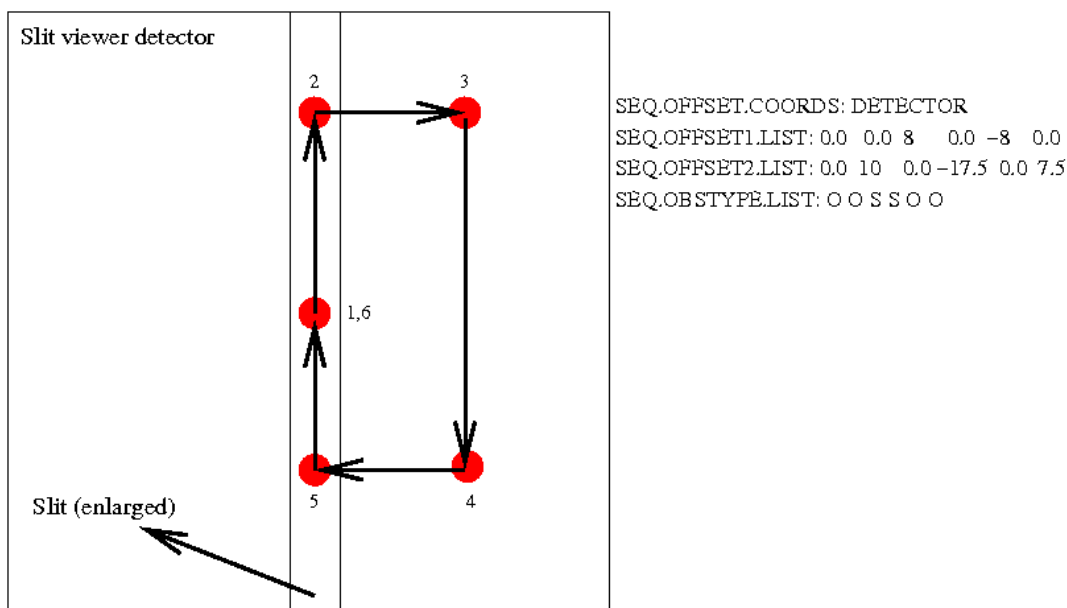 Slit viewer detector
2
3
SEQ.OFFSET.COORDS: DETECTOR
SEQ.OFFSET1.LIST: 0.0 0.0 8 0.0 −8 0.0
SEQ.OFFSET2.LIST: 0.0 10 0.0 −17.5 0.0 7.5
SEQ.OBSTYPE.LIST: O O S S O O
1,6
5
4
Slit (enlarged)